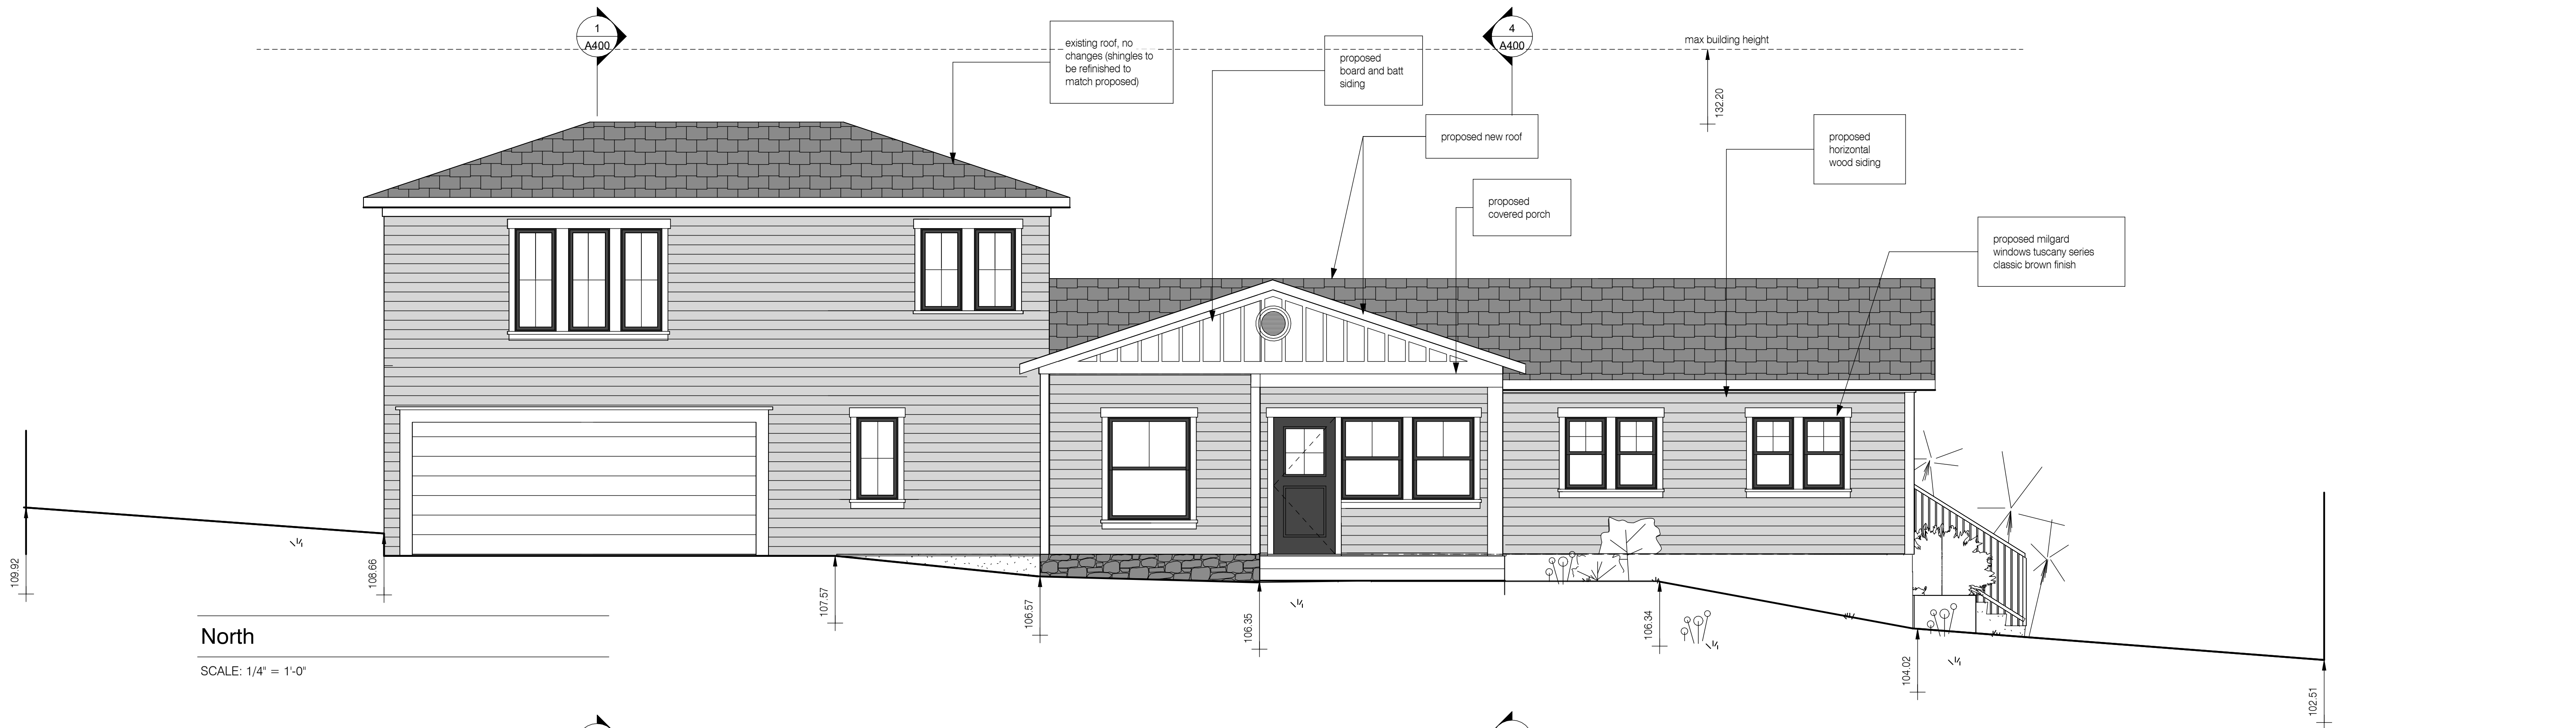 1
A400
4
A400
max building height
132.20
existing roof, no
changes (shingles to
be refinished to
match proposed)
proposed
board and batt
siding
proposed new roof
proposed
horizontal
wood siding
proposed
covered porch
proposed milgard
windows tuscany series
classic brown finish
109.92
108.66
107.57
106.57
106.35
106.34
104.02
102.51
North
SCALE: 1/4" = 1'-0"